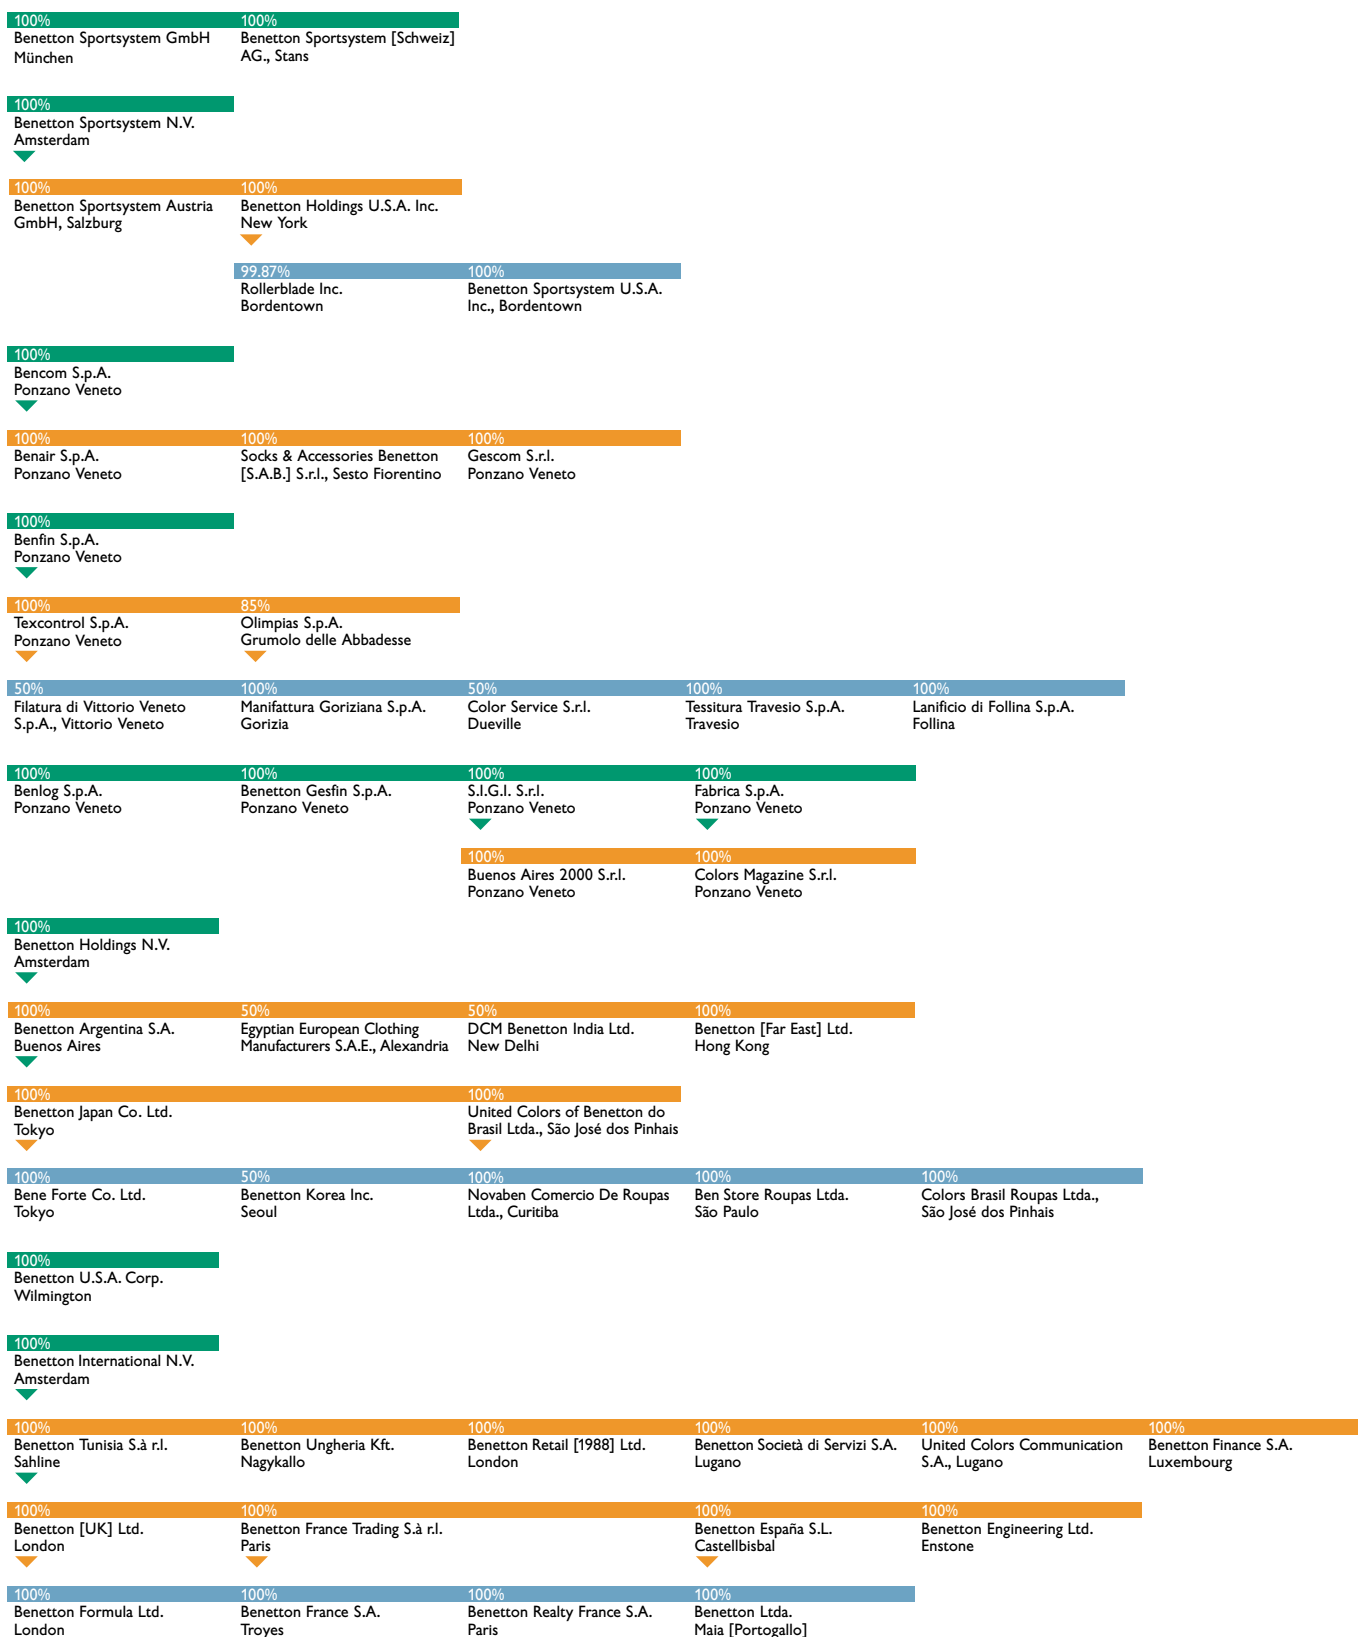 100% 100%
Benetton Sportsystem GmbH Benetton Sportsystem [Schweiz]
München AG., Stans
100%
Benetton Sportsystem N.V.
Amsterdam
100% 100%
Benetton Sportsystem Austria Benetton Holdings U.S.A. Inc.
GmbH, Salzburg New York
99.87% 100%
Rollerblade Inc. Benetton Sportsystem U.S.A.
Bordentown Inc., Bordentown
100%
Bencom S.p.A.
Ponzano Veneto
100% 100% 100%
Benair S.p.A. Socks & Accessories Benetton Gescom S.r.l.
Ponzano Veneto [S.A.B.] S.r.l., Sesto Fiorentino Ponzano Veneto
100%
Benfin S.p.A.
Ponzano Veneto
100% 85%
Texcontrol S.p.A. Olimpias S.p.A.
Ponzano Veneto Grumolo delle Abbadesse
50% 100% 50% 100% 100%
Filatura di Vittorio Veneto Manifattura Goriziana S.p.A. Color Service S.r.l. Tessitura Travesio S.p.A. Lanificio di Follina S.p.A.
S.p.A., Vittorio Veneto Gorizia Dueville Travesio Follina
100% 100% 100% 100%
Benlog S.p.A. Benetton Gesfin S.p.A. S.I.G.I. S.r.l. Fabrica S.p.A.
Ponzano Veneto Ponzano Veneto Ponzano Veneto Ponzano Veneto
100% 100%
Buenos Aires 2000 S.r.l. Colors Magazine S.r.l.
Ponzano Veneto Ponzano Veneto
100%
Benetton Holdings N.V.
Amsterdam
100% 50% 50% 100%
Benetton Argentina S.A. Egyptian European Clothing DCM Benetton India Ltd. Benetton [Far East] Ltd.
Buenos Aires Manufacturers S.A.E., Alexandria New Delhi Hong Kong
100% 100%
Benetton Japan Co. Ltd. United Colors of Benetton do
Tokyo Brasil Ltda., São José dos Pinhais
100% 50% 100% 100% 100%
Bene Forte Co. Ltd. Benetton Korea Inc. Novaben Comercio De Roupas Ben Store Roupas Ltda. Colors Brasil Roupas Ltda.,
Tokyo Seoul Ltda., Curitiba São Paulo São José dos Pinhais
100%
Benetton U.S.A. Corp.
Wilmington
100%
Benetton International N.V.
Amsterdam
100% 100% 100% 100% 100% 100%
Benetton Tunisia S.à r.l. Benetton Ungheria Kft. Benetton Retail [1988] Ltd. Benetton Società di Servizi S.A. United Colors Communication Benetton Finance S.A.
Sahline Nagykallo London Lugano S.A., Lugano Luxembourg
100% 100% 100% 100%
Benetton [UK] Ltd. Benetton France Trading S.à r.l. Benetton España S.L. Benetton Engineering Ltd.
London Paris Castellbisbal Enstone
100% 100% 100% 100%
Benetton Formula Ltd. Benetton France S.A. Benetton Realty France S.A. Benetton Ltda.
London Troyes Paris Maia [Portogallo]